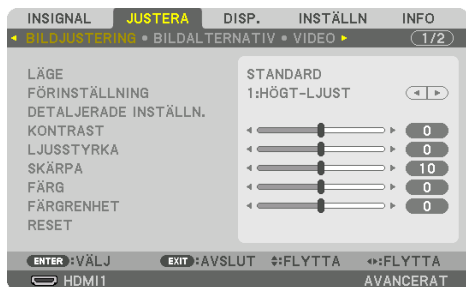 INSIGNAL JUSTERA DISP. INSTÄLLN INFO
BILDJUSTERING • BILDALTERNATIV • VIDEO 1/2
LÄGE STANDARD
FÖRINSTÄLLNING 1:HÖGT-LJUST
DETALJERADE INSTÄLLN.
KONTRAST 0
LJUSSTYRKA 0
SKÄRPA 10
FÄRG 0
FÄRGRENHET 0
RESET
ENTER:VÄLJ EXIT:AVSLUT :FLYTTA :FLYTTA
HDMI1 AVANCERAT